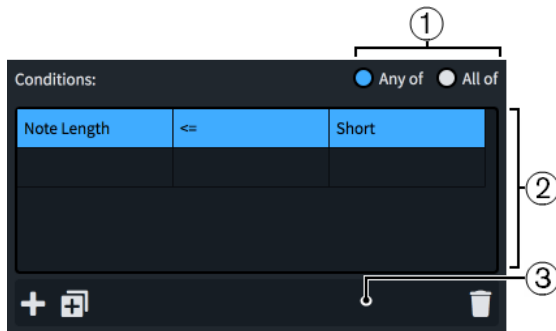 1
Conditions: Any of All of
Note Length <= Short
2
3